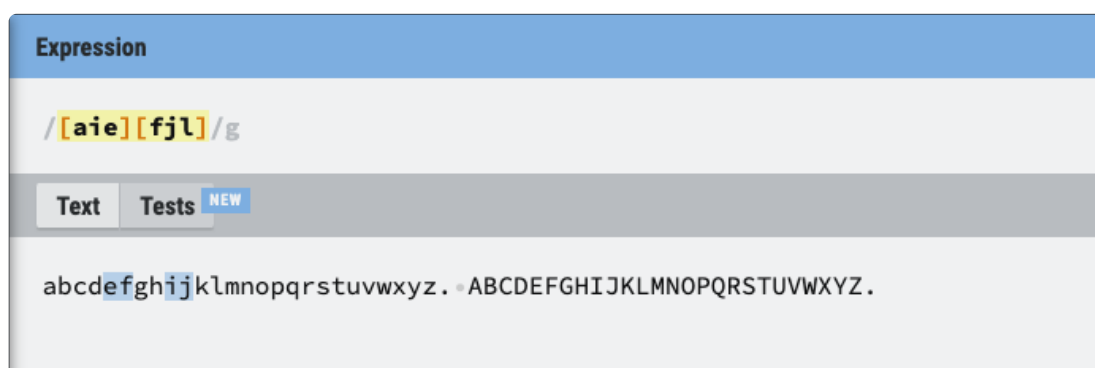 Expression
/[aie][fjl]/g
Text Tests NEW
abcdefghijklmnopqrstuvwxyz. ABCDEFGHIJKLMNOPQRSTUVWXYZ.